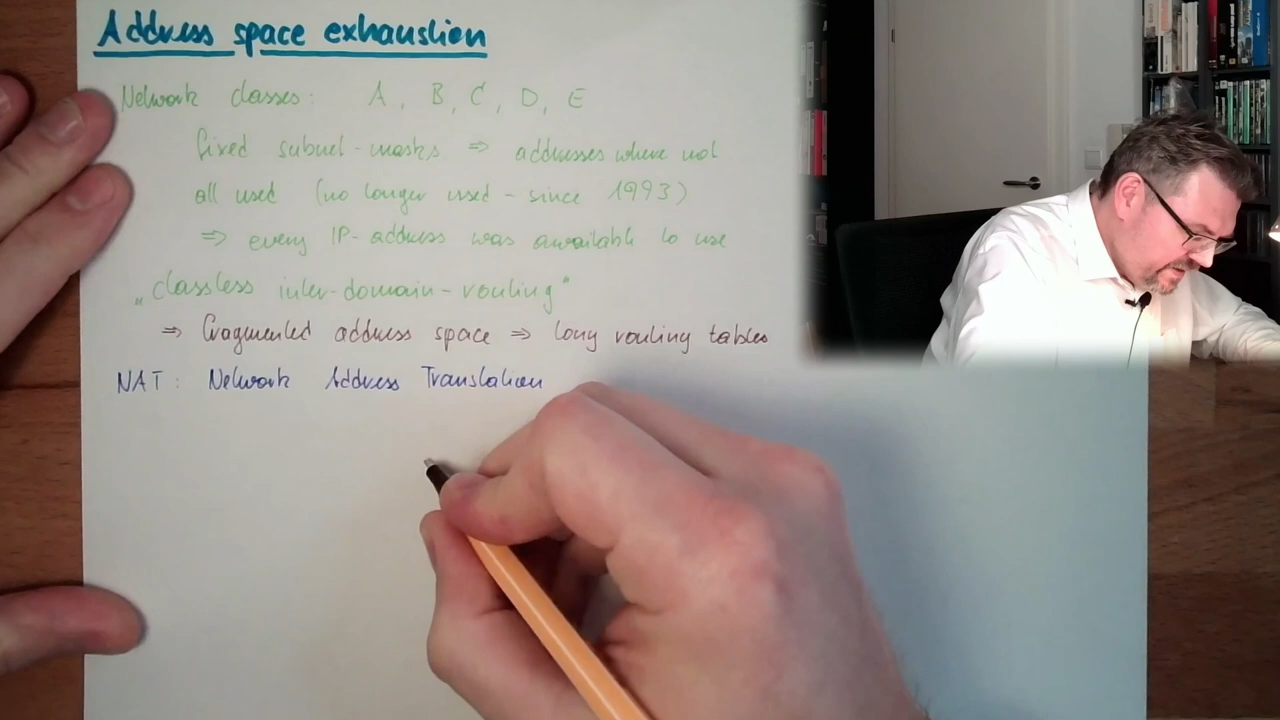 Address space exhaustion
Network classes: A, B, C, D, E
fixed subnet-masks ⇒ addresses where not
all used (no longer used - since 1993)
⇒ every IP-address was available to use
„classless inter-domain-routing“
⇒ fragmented address space ⇒ long routing tables
NAT: Network Address Translation